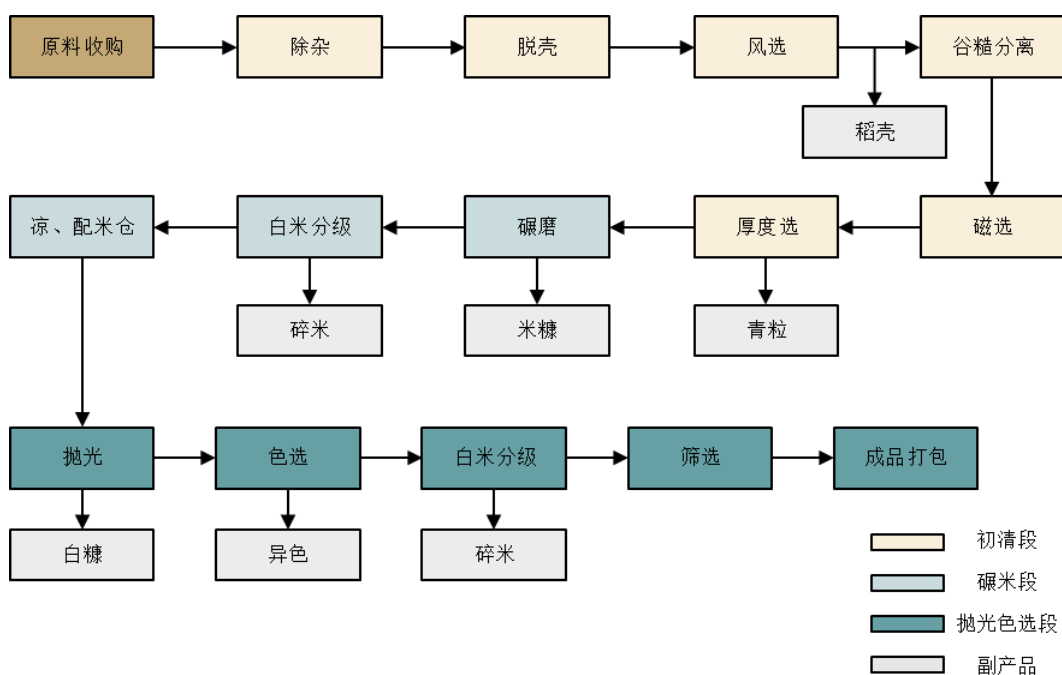 原料收购
除杂
脱壳
风选
谷糙分离
稻壳
凉、配米仓
白米分级
碾磨
厚度选
磁选
碎米
米糠
青粒
抛光
色选
白米分级
筛选
成品打包
白糠
异色
碎米
初清段
碾米段
抛光色选段
副产品